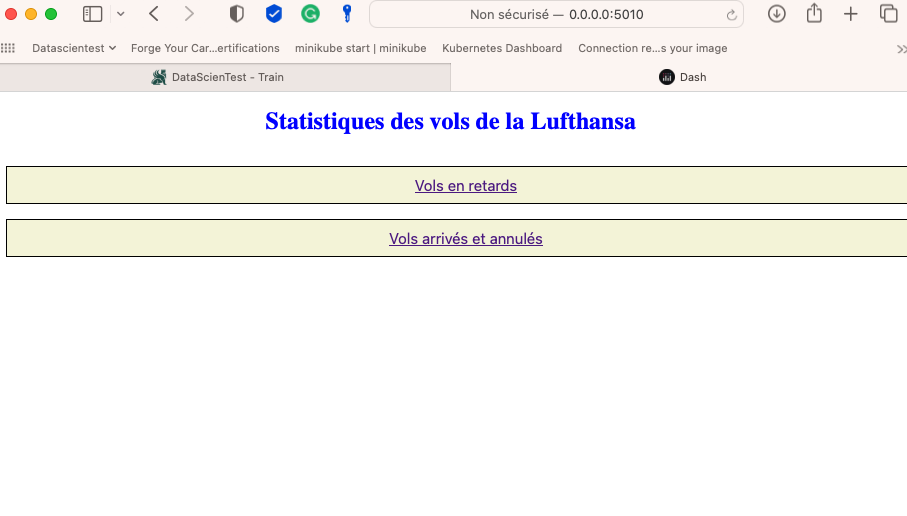 Non sécurisé — 0.0.0.0:5010
Datascientest Forge Your Car...ertifications minikube start | minikube Kubernetes Dashboard Connection re...s your image
DataScienTest - Train Dash
Statistiques des vols de la Lufthansa
Vols en retards
Vols arrivés et annulés